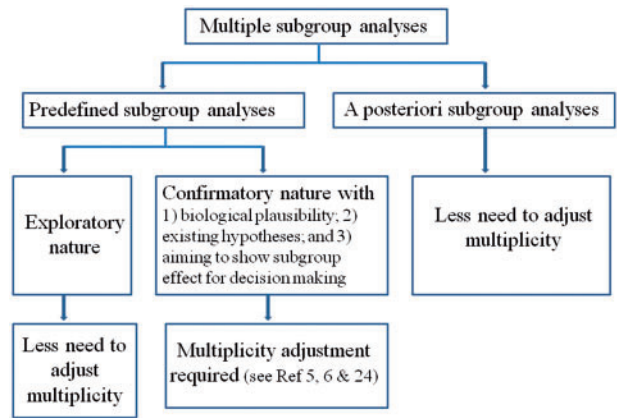 Multiple subgroup analyses
Predefined subgroup analyses
A posteriori subgroup analyses
Exploratory
nature
Confirmatory nature with
1) biological plausibility; 2)
existing hypotheses; and 3)
aiming to show subgroup
effect for decision making
Less need to adjust
multiplicity
Less need to
adjust
multiplicity
Multiplicity adjustment
required (see Ref 5, 6 & 24)